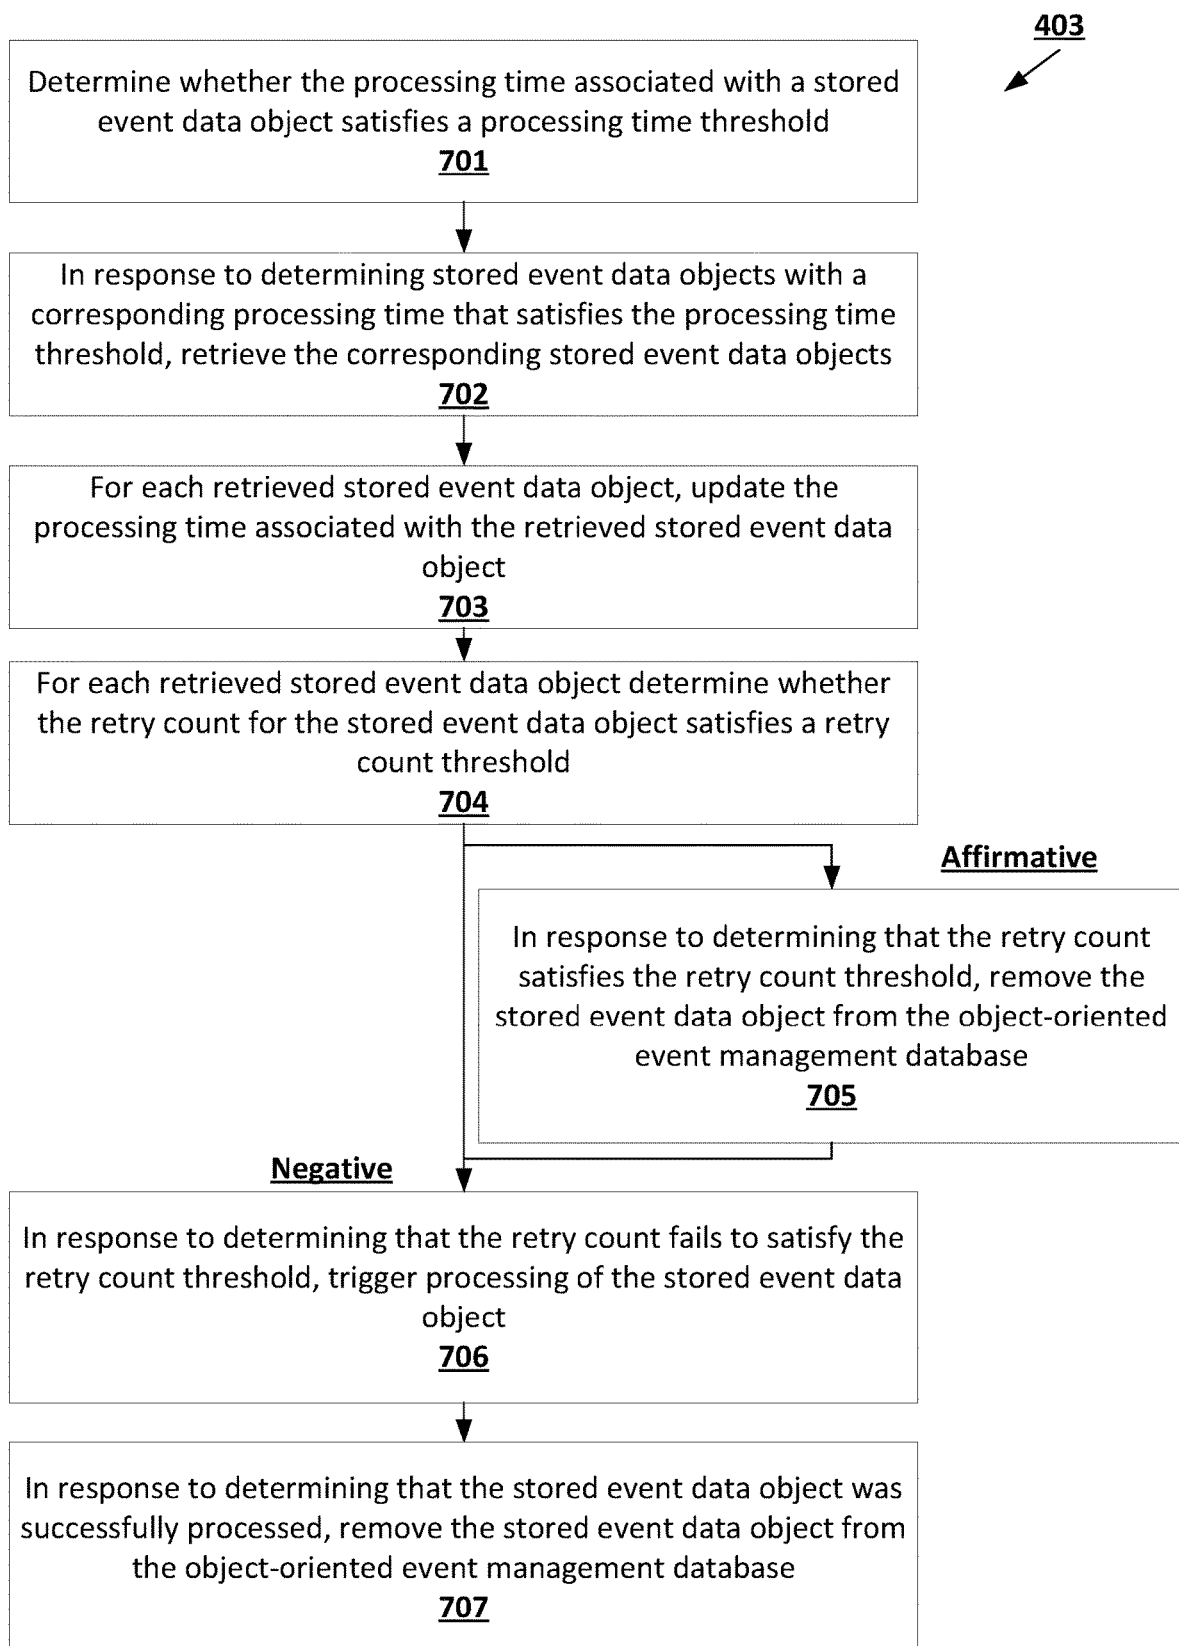 403
Determine whether the processing time associated with a stored
event data object satisfies a processing time threshold
701
In response to determining stored event data objects with a
corresponding processing time that satisfies the processing time
threshold, retrieve the corresponding stored event data objects
702
For each retrieved stored event data object, update the
processing time associated with the retrieved stored event data
object
703
For each retrieved stored event data object determine whether
the retry count for the stored event data object satisfies a retry
count threshold
704
Affirmative
In response to determining that the retry count
satisfies the retry count threshold, remove the
stored event data object from the object-oriented
event management database
705
Negative
In response to determining that the retry count fails to satisfy the
retry count threshold, trigger processing of the stored event data
object
706
In response to determining that the stored event data object was
successfully processed, remove the stored event data object from
the object-oriented event management database
707